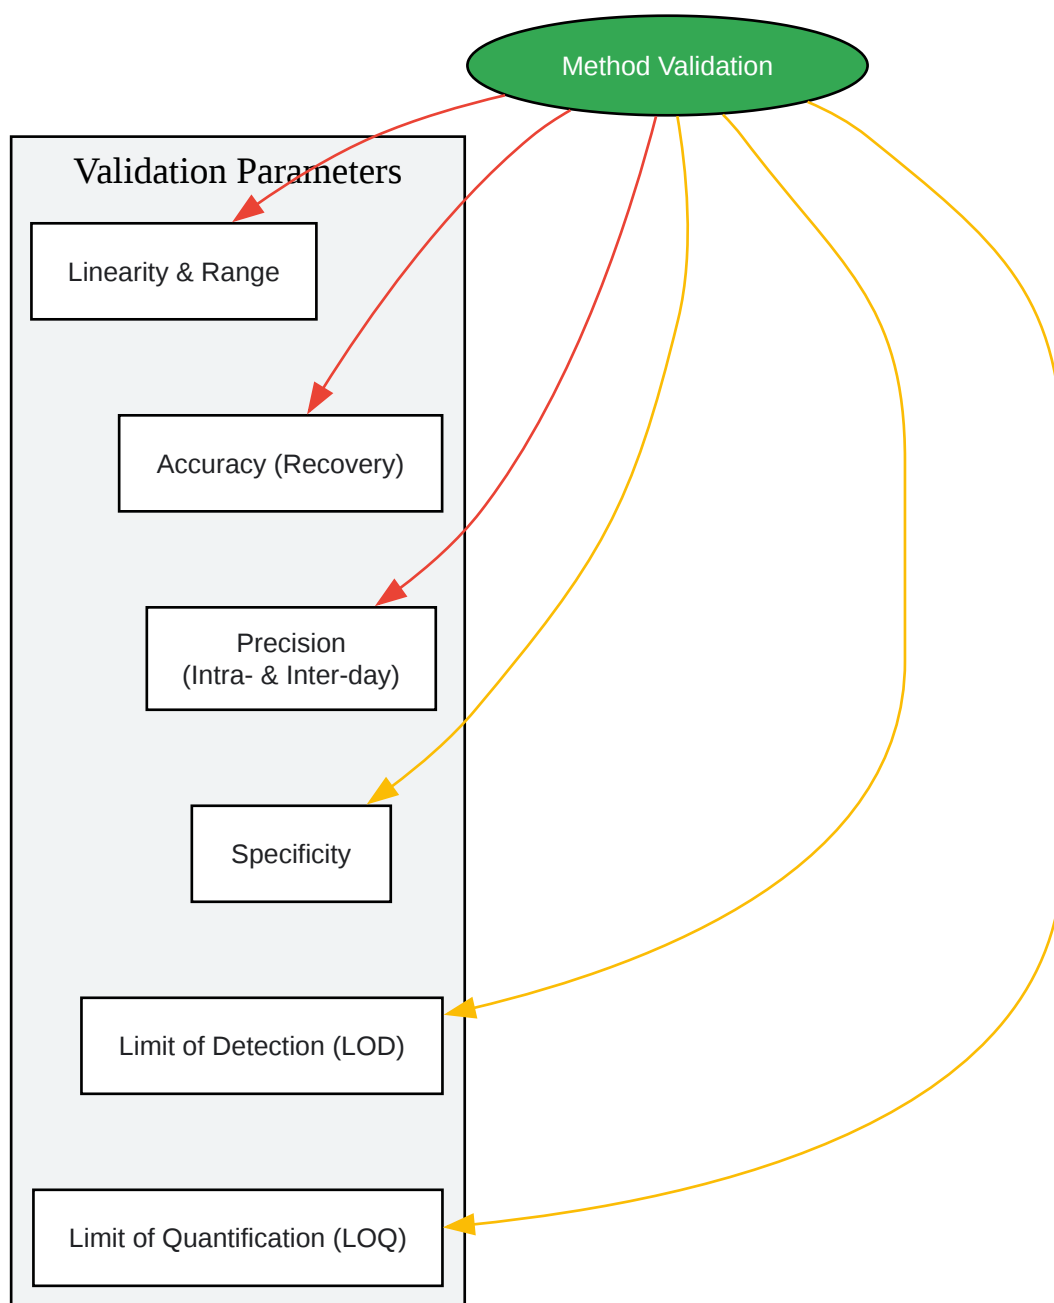 Method Validation
Validation Parameters
Linearity & Range
Accuracy (Recovery)
Precision
(Intra- & Inter-day)
Specificity
Limit of Detection (LOD)
Limit of Quantification (LOQ)